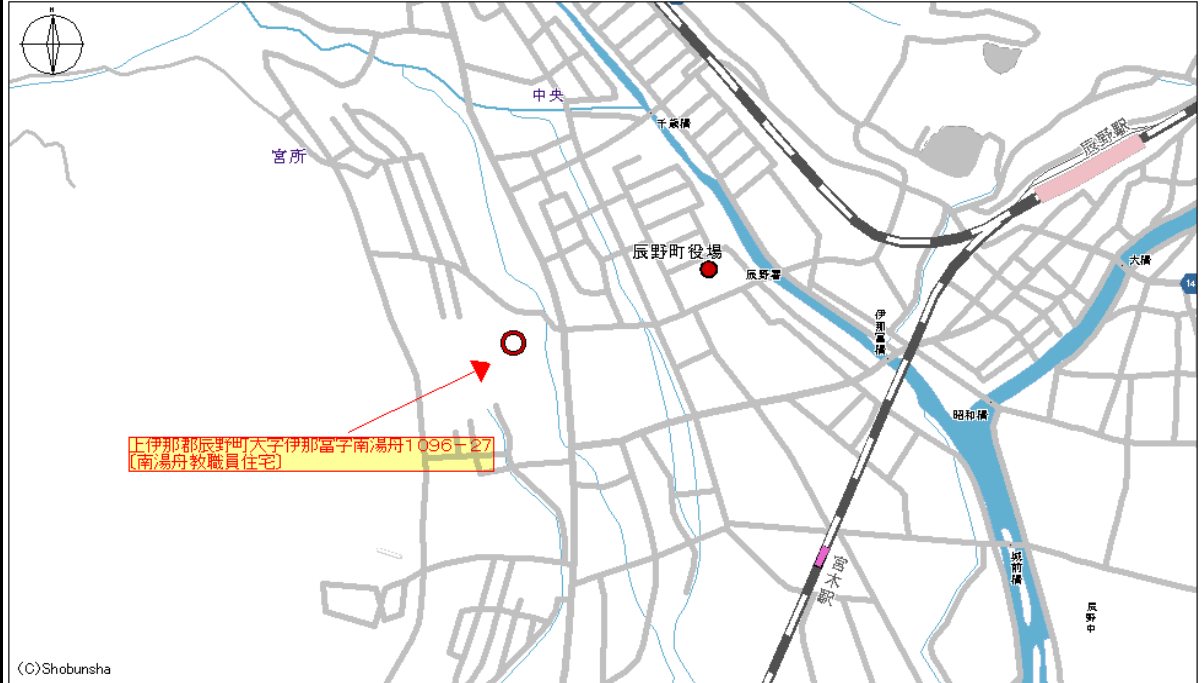 N
中央
千歳橋
宮所
辰野駅
辰野町役場
辰野署
大橋
14
伊那富橋
昭和橋
上伊那郡辰野町大字伊那富字南湯舟1096－27
[南湯舟教職員住宅]
城前橋
宮木駅
辰野中
(C)Shobunsha